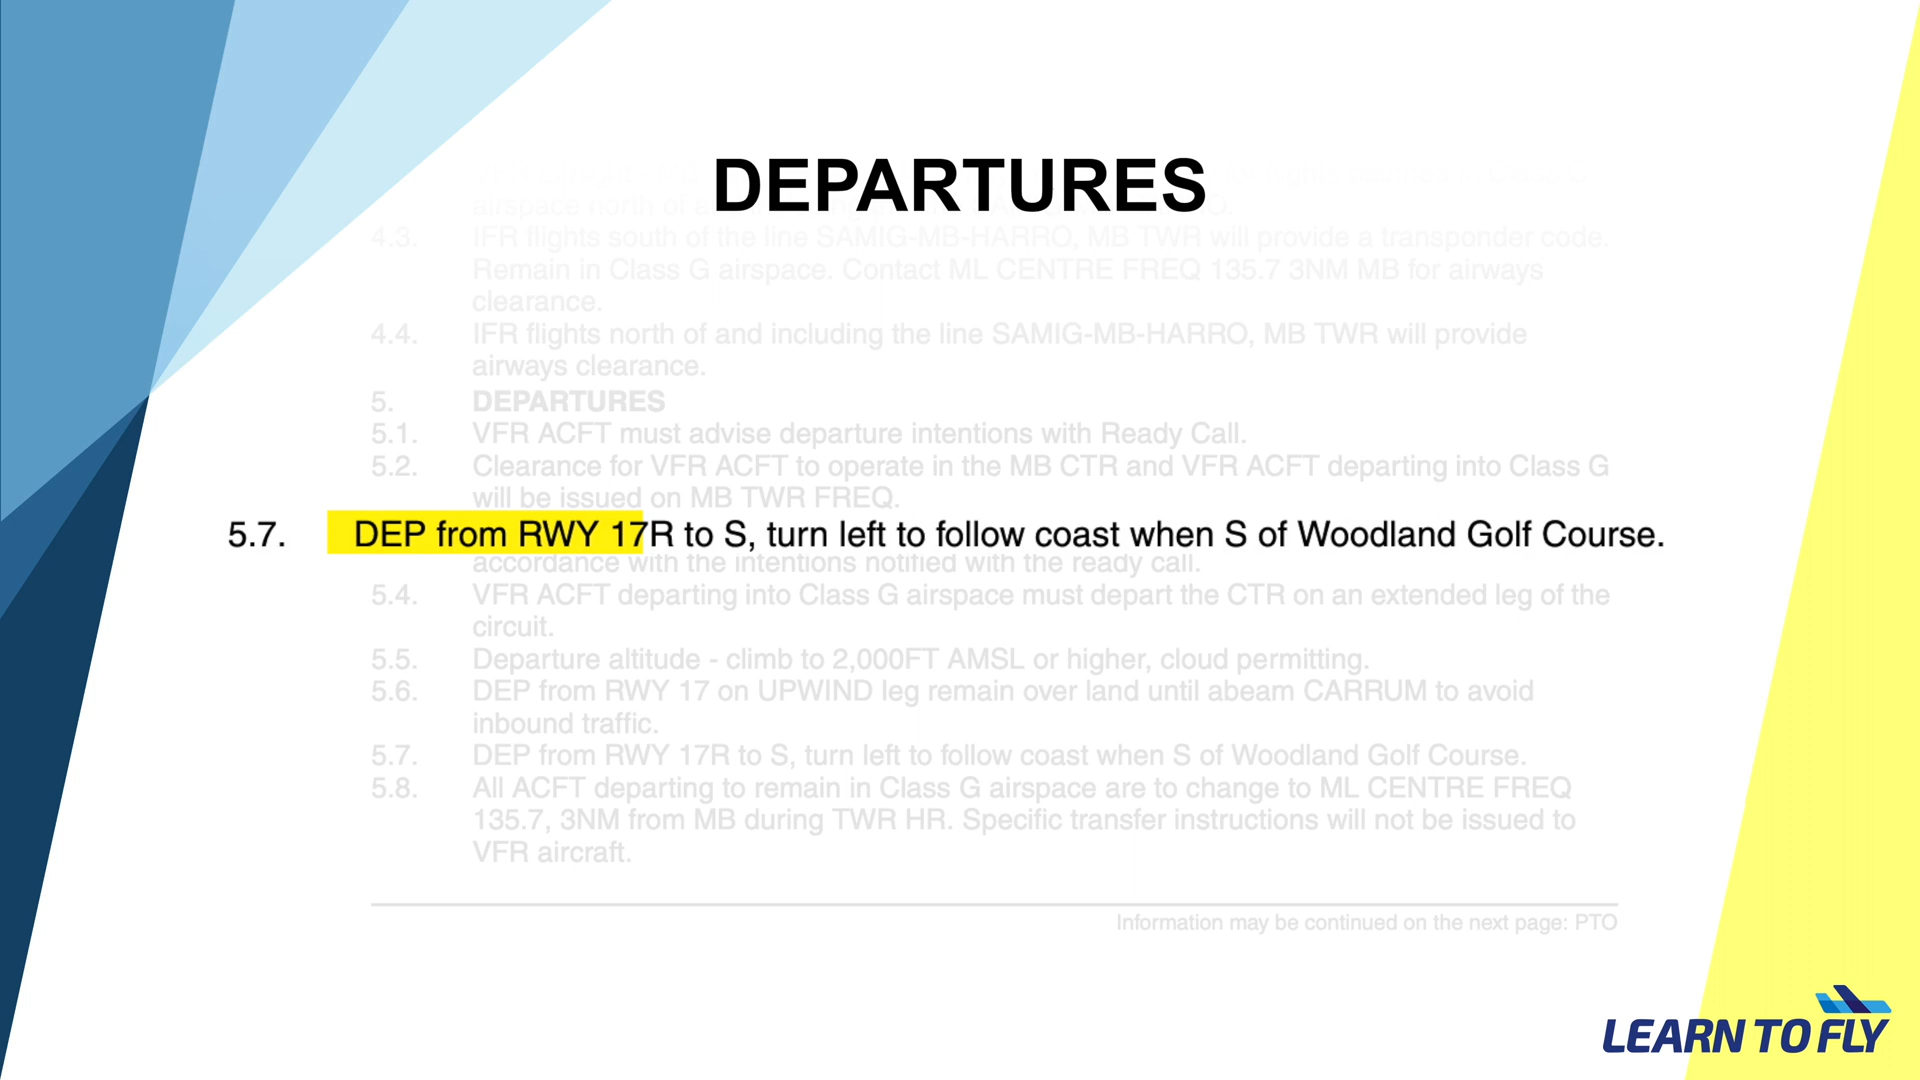 DEPARTURES
airspace north of a
4.3. IFR flights south of the line SAMIG-MB-HARRO, MB TWR will provide a transponder code.
Remain in Class G airspace. Contact ML CENTRE FREQ 135.7 3NM MB for airways
clearance.
4.4. IFR flights north of and including the line SAMIG-MB-HARRO, MB TWR will provide
airways clearance.
5. DEPARTURES
5.1. VFR ACFT must advise departure intentions with Ready Call.
5.2. Clearance for VFR ACFT to operate in the MB CTR and VFR ACFT departing into Class G
will be issued on MB TWR FREQ.
5.7. DEP from RWY 17R to S, turn left to follow coast when S of Woodland Golf Course.
accordance with the intentions notified with the ready call.
5.4. VFR ACFT departing into Class G airspace must depart the CTR on an extended leg of the
circuit.
5.5. Departure altitude - climb to 2,000FT AMSL or higher, cloud permitting.
5.6. DEP from RWY 17 on UPWIND leg remain over land until abeam CARRUM to avoid
inbound traffic.
5.7. DEP from RWY 17R to S, turn left to follow coast when S of Woodland Golf Course.
5.8. All ACFT departing to remain in Class G airspace are to change to ML CENTRE FREQ
135.7, 3NM from MB during TWR HR. Specific transfer instructions will not be issued to
VFR aircraft.
Information may be continued on the next page: PTO
LEARN TO FLY